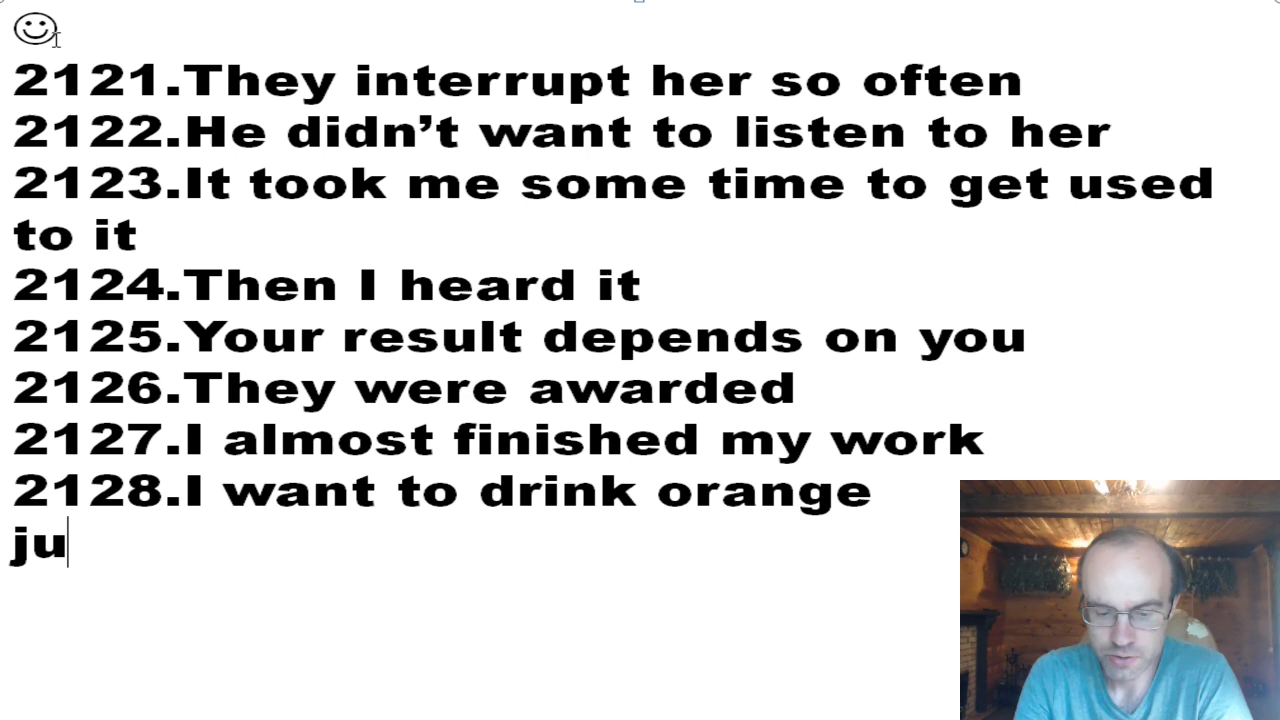 2121.They interrupt her so often
2122.He didn’t want to listen to her
2123.It took me some time to get used
to it
2124.Then I heard it
2125.Your result depends on you
2126.They were awarded
2127.I almost finished my work
2128.I want to drink orange
ju